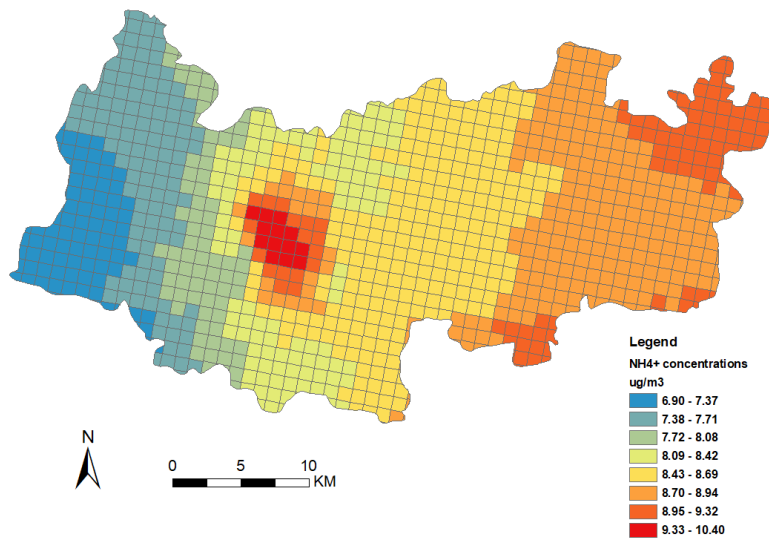 Legend
NH4+ concentrations
ug/m3
6.90 - 7.37
7.38 - 7.71
7.72 - 8.08
8.09 - 8.42
8.43 - 8.69
8.70 - 8.94
8.95 - 9.32
9.33 - 10.40
N
0 5 10
KM